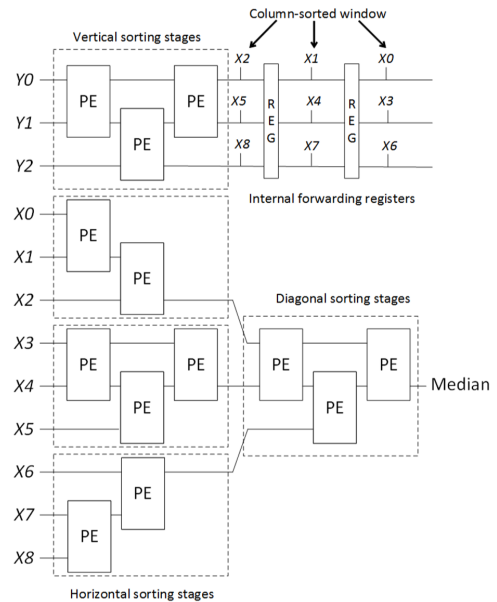 Column-sorted window
Vertical sorting stages
X2 X1 X0
Y0 PE PE
REG REG
X5 X4 X3
Y1 PE
X8 X7 X6
Y2
Internal forwarding registers
X0
PE
X1
PE
X2
Diagonal sorting stages
X3
PE PE PE PE
X4 Median
PE PE
X5
X6
PE
X7
PE
X8
Horizontal sorting stages